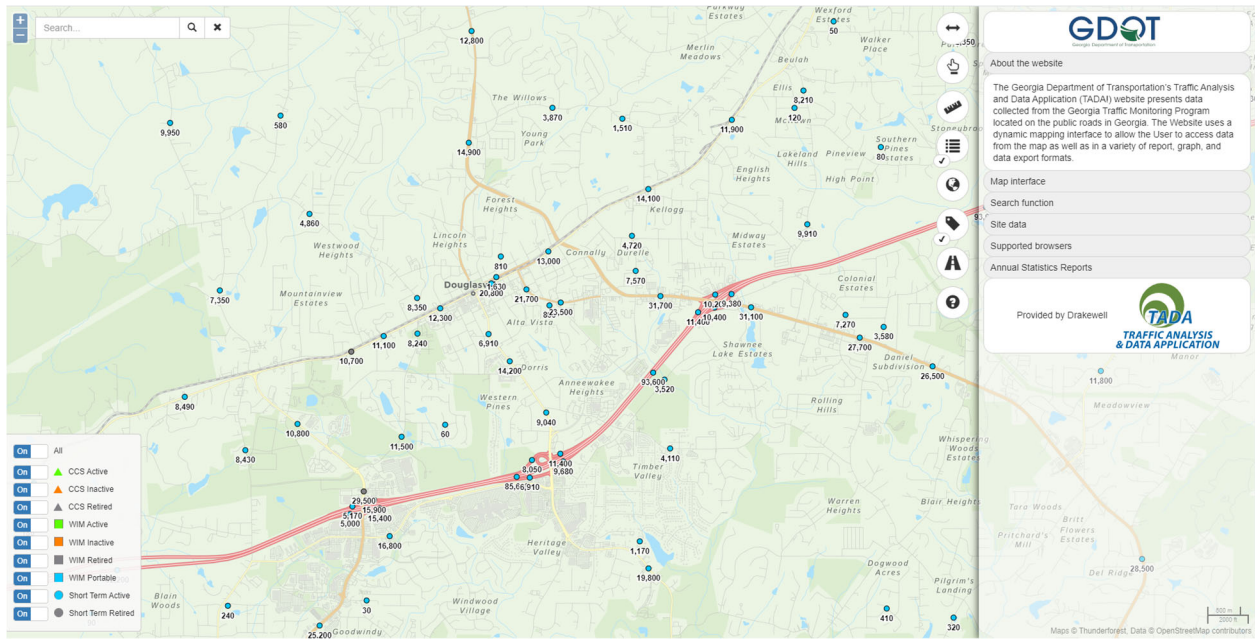 +
−
Search...
GDOT
Georgia Department of Transportation
About the website
The Georgia Department of Transportation's Traffic Analysis
and Data Application (TADAI) website presents data
collected from the Georgia Traffic Monitoring Program
located on the public roads in Georgia. The Website uses a
dynamic mapping interface to allow the User to access data
from the map as well as in a variety of report, graph, and
data export formats.
Map interface
Search function
Site data
Supported browsers
Annual Statistics Reports
Provided by Drakewell
TADA
TRAFFIC ANALYSIS
& DATA APPLICATION
Estates
Wexford
Estates
50
12,800
Merlin
Meadows
Walker
Place
Beulah
Ellis
8,210
120
The Willows
3,870
9,950
580
1,510
11,900
Young
Park
14,900
Lakeland
Pineview
Southern
Pines
Estates
80
English
Heights
High Point
14,100
Forest
Heights
Kellogg
4,860
Westwood
Heights
Lincoln
Heights
4,720
Connally
Durelle
Midway
Estates
9,910
13,000
810
7,570
Colonial
Estates
7,350
Mountainview
Estates
1,630
20,800
8,350
21,700
23,500
31,700
9,380
12,300
11,400
10,400
31,100
7,270
Alta Vista
11,100
8,240
6,910
3,580
27,700
Shawnee
Lake Estates
10,700
14,200
Dorris
Daniel
Subdivision
26,500
Anneewakee
Heights
93,600
3,520
Manor
11,800
8,490
Western
Pines
Rolling
Hills
Meadowview
9,040
10,800
60
11,500
Whispering
Woods
Estates
8,430
4,110
8,050
11,400
9,680
Timber
Valley
6,910
29,500
15,900
5,170
15,400
5,000
Warren
Heights
Blair Heights
Tara Woods
Britt
Flowers
Estates
Pritchard's
Mill
16,800
Heritage
Valley
1,170
19,800
Dogwood
Acres
Del Ridge
28,500
Pilgrim's
Landing
Blain
Woods
240
30
Windwood
Village
410
320
25,200
Goodwindy
On All
On CCS Active
On CCS Inactive
On CCS Retired
On WIM Active
On WIM Inactive
On WIM Retired
On WIM Portable
On Short Term Active
On Short Term Retired
2000 ft
Maps © Thunderforest, Data © OpenStreetMap contributors